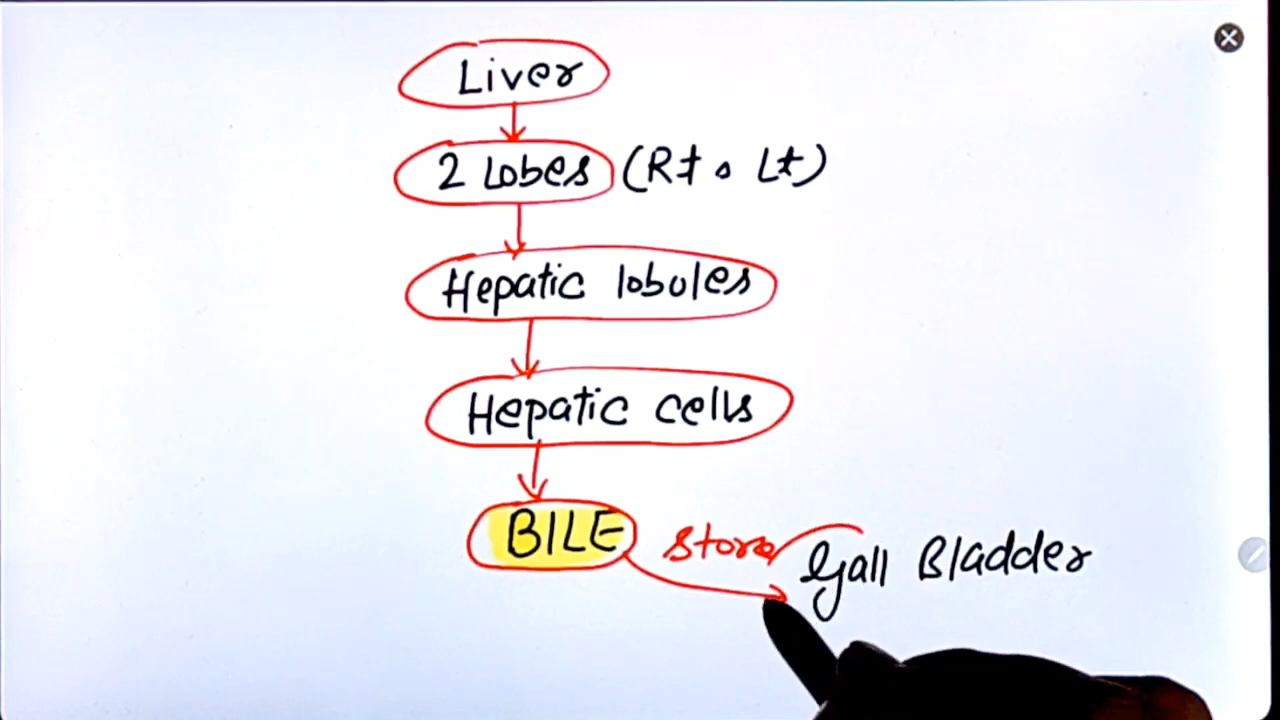 Liver
2 Lobes (Rt & Lt)
Hepatic lobules
Hepatic cells
BILE store Gall Bladder